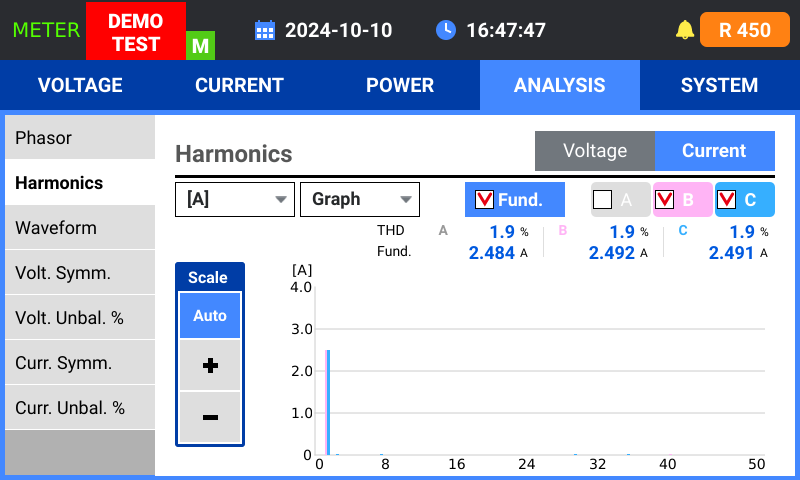 METER
DEMO
TEST
M
2024-10-10
16:47:47
R 450
VOLTAGE
CURRENT
POWER
ANALYSIS
SYSTEM
Phasor
Harmonics
Waveform
Volt. Symm.
Volt. Unbal. %
Curr. Symm.
Curr. Unbal. %
Harmonics
Voltage
Current
[A]
Graph
Fund.
A
B
C
THD A 1.9 % B 1.9 % C 1.9 %
Fund. 2.484 A 2.492 A 2.491 A
Scale
Auto
+
−
[A]
4.0
3.0
2.0
1.0
0
0 8 16 24 32 40 50